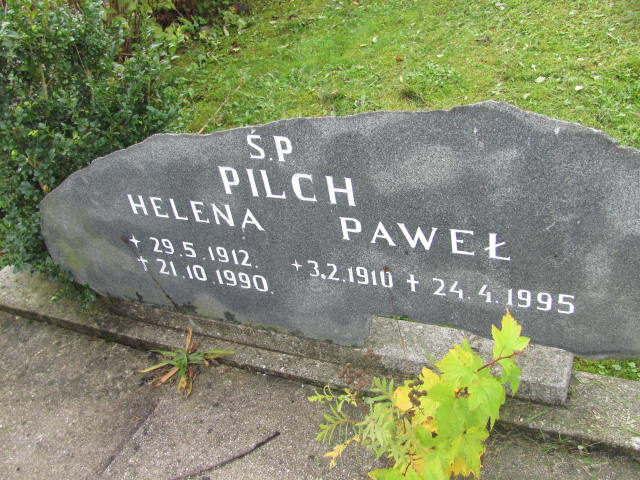 Ś.P
PILCH
HELENA
* 29.5.1912.
✝ 21.10 1990.
PAWEŁ
* 3.2.1910 ✝ 24.4.1995